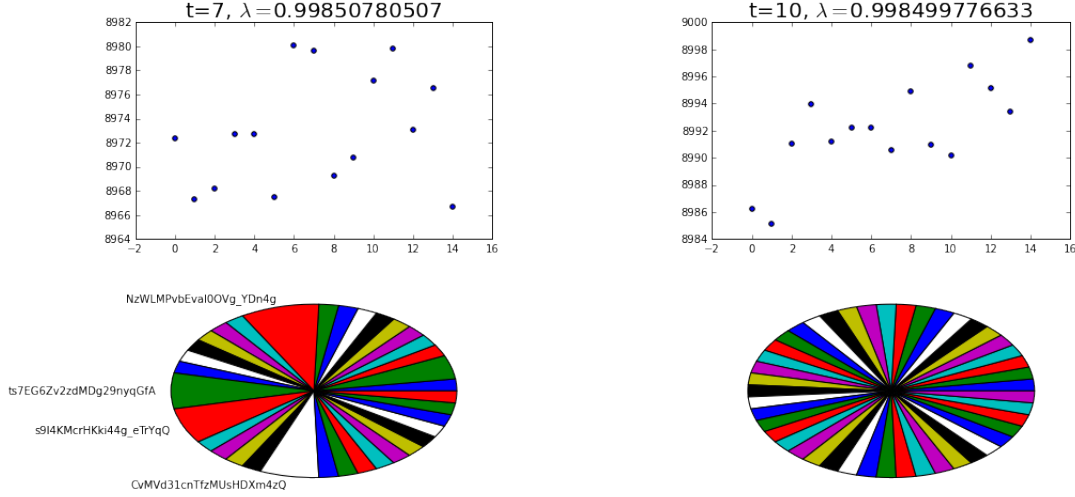 t=7, λ=0.99850780507
8982
8980
8978
8976
8974
8972
8970
8968
8966
8964
−2 0 2 4 6 8 10 12 14 16
t=10, λ=0.998499776633
9000
8998
8996
8994
8992
8990
8988
8986
8984
−2 0 2 4 6 8 10 12 14 16
NzWLMPvbEval0OVg_YDn4g
ts7EG6Zv2zdMDg29nyqGfA
s9I4KMcrHKki44g_eTrYqQ
CvMVd31cnTfzMUsHDXm4zQ